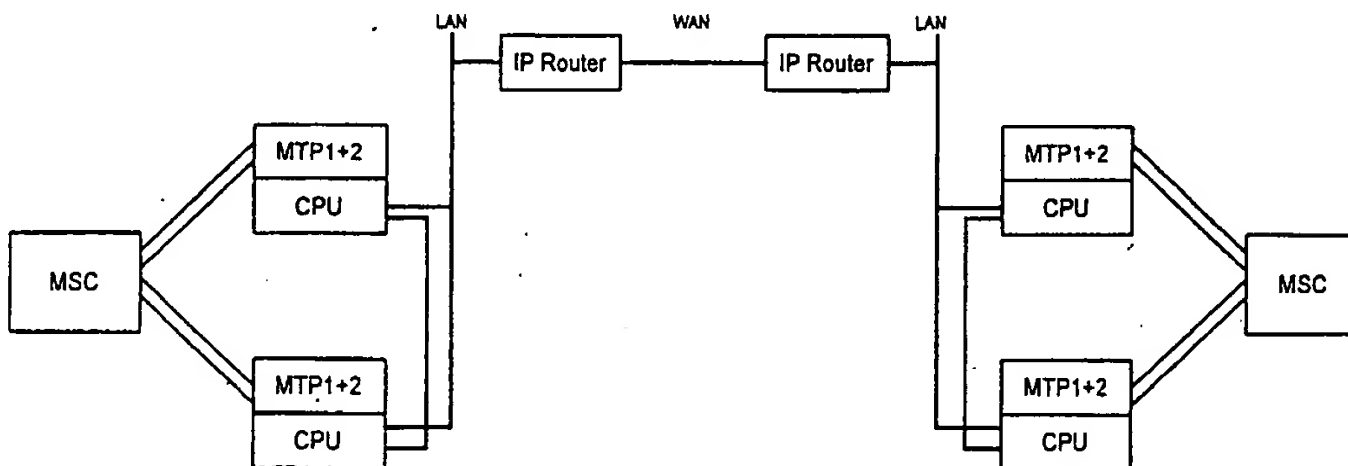 LAN WAN LAN
IP Router IP Router
MTP1+2 MTP1+2
CPU CPU
MSC MSC
MTP1+2 MTP1+2
CPU CPU